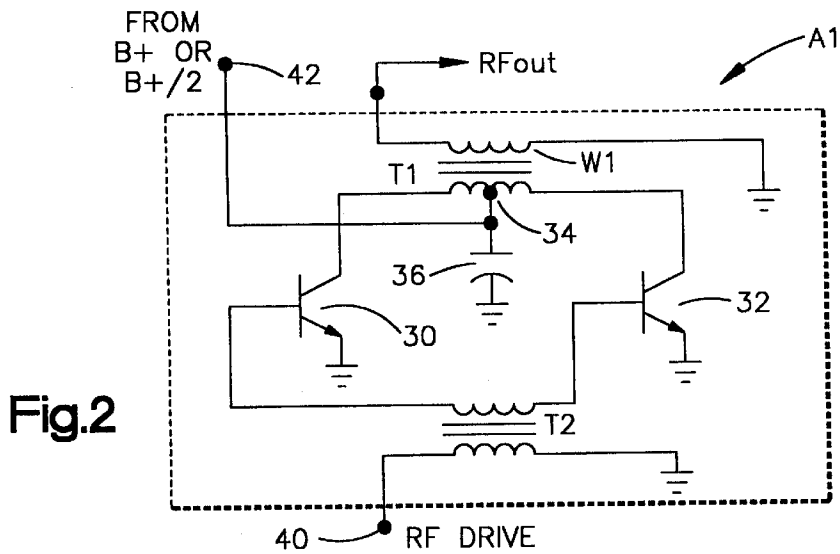 FROM
B+ OR
B+/2
42
RFout
A1
W1
T1
34
36
30
32
T2
Fig.2
40
RF DRIVE